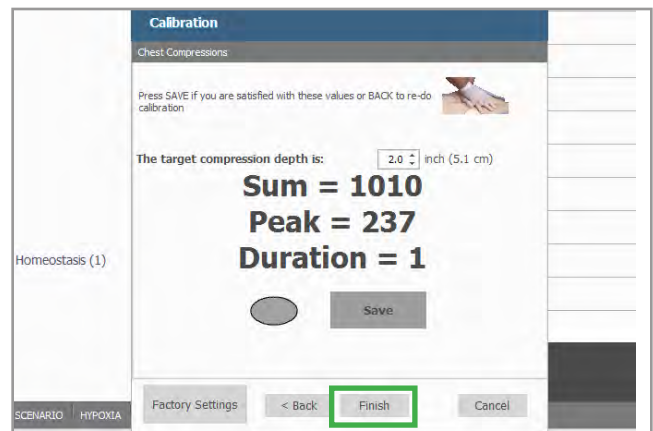 Calibration
Chest Compressions
Press SAVE if you are satisfied with these values or BACK to re-do
calibration
The target compression depth is: 2.0 inch (5.1 cm)
Sum = 1010
Peak = 237
Homeostasis (1)
Duration = 1
Save
Factory Settings < Back Finish Cancel
SCENARIO HYPOXIA